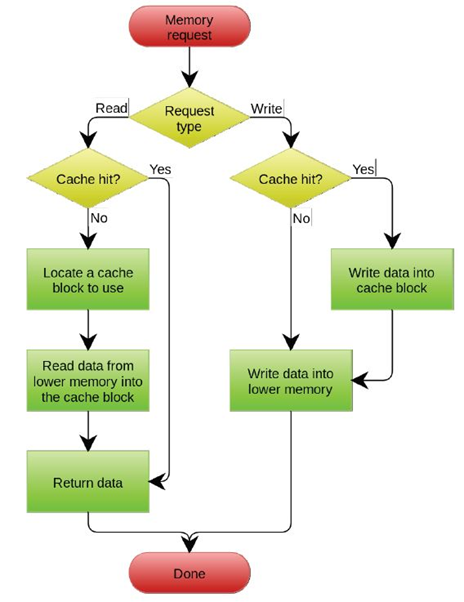 Memory
request
Request
type
Read
Write
Cache hit?
Yes
Cache hit?
Yes
No
No
Locate a cache
block to use
Write data into
cache block
Read data from
lower memory into
the cache block
Write data into
lower memory
Return data
Done